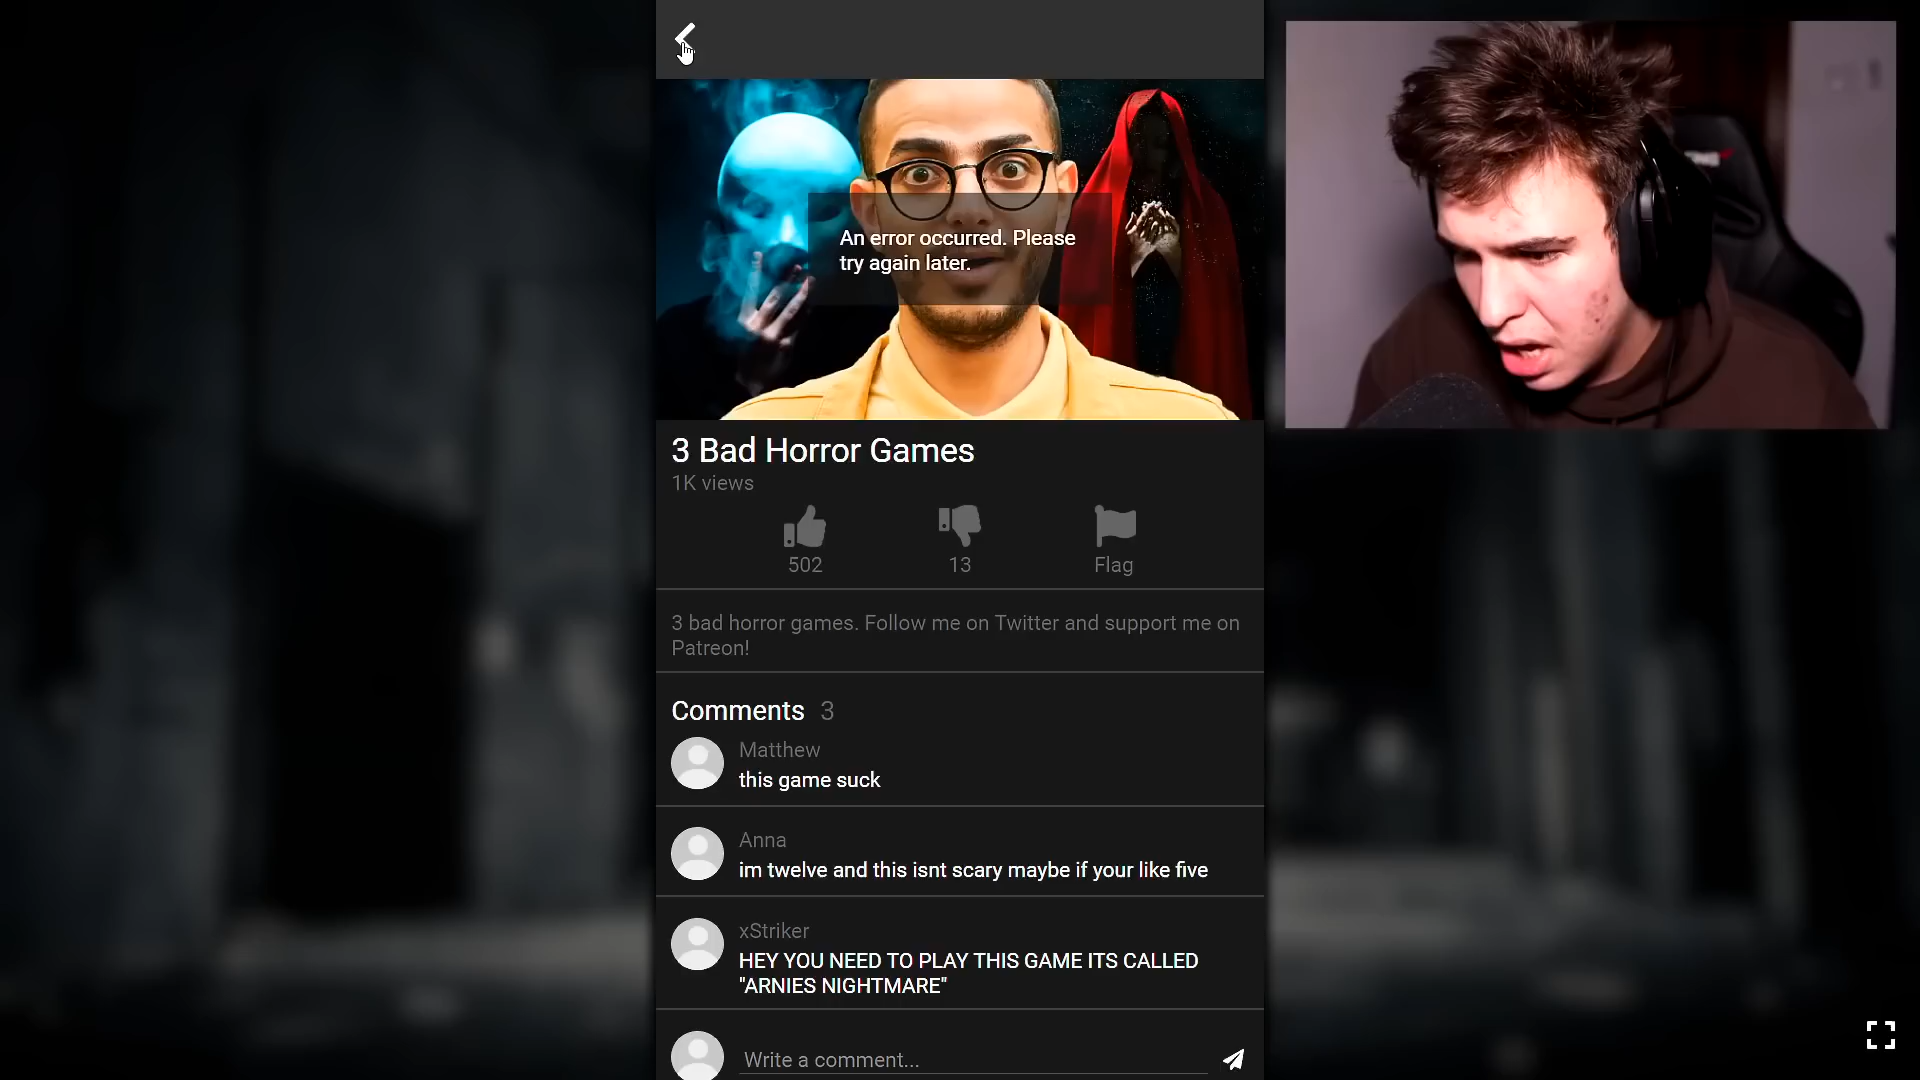 An error occurred. Please
try again later.
3 Bad Horror Games
1K views
502
13
Flag
3 bad horror games. Follow me on Twitter and support me on
Patreon!
Comments 3
Matthew
this game suck
Anna
im twelve and this isnt scary maybe if your like five
xStriker
HEY YOU NEED TO PLAY THIS GAME ITS CALLED
"ARNIES NIGHTMARE"
Write a comment...